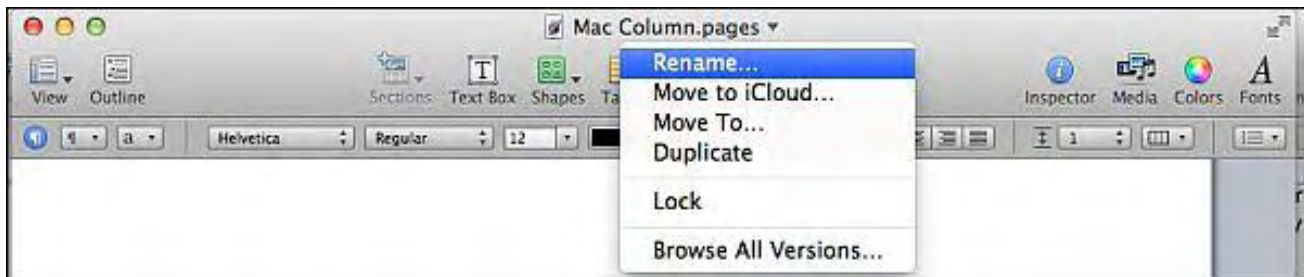 Mac Column.pages
View Outline Sections Text Box Shapes Ta Inspector Media Colors Fonts
a Helvetica Regular 12 1
Rename...
Move to iCloud...
Move To...
Duplicate
Lock
Browse All Versions...